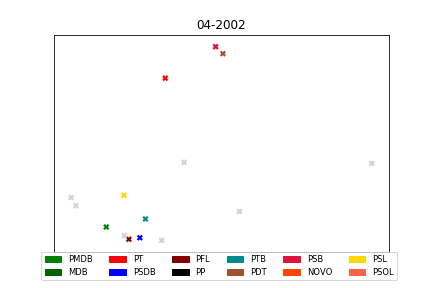 04-2002
PMDB PT PFL PTB PSB PSL
MDB PSDB PP PDT NOVO PSOL